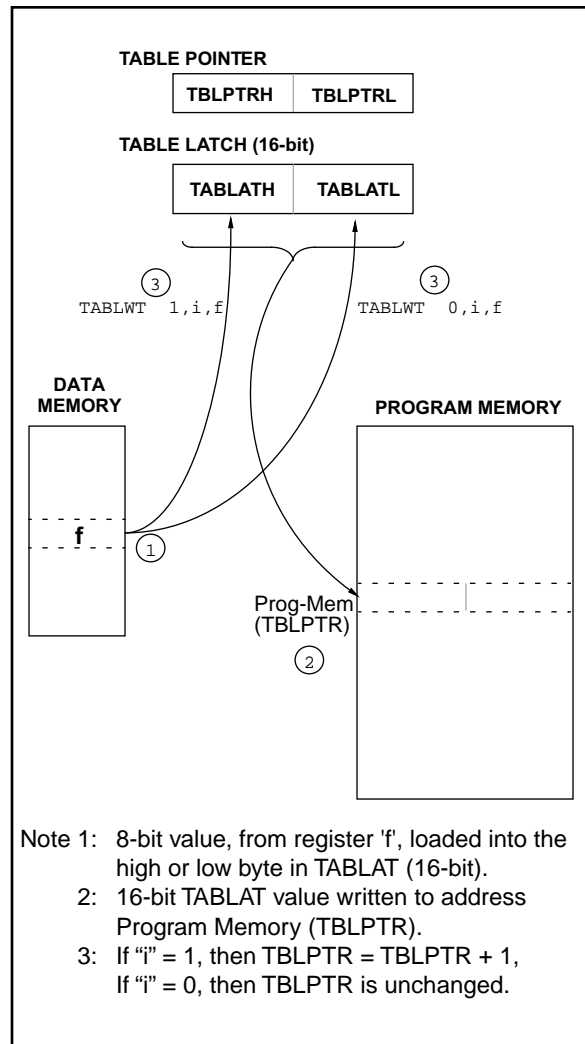 TABLE POINTER
TBLPTRH TBLPTRL
TABLE LATCH (16-bit)
TABLATH TABLATL
3 3
TABLWT 1,i,f TABLWT 0,i,f
DATA
MEMORY
PROGRAM MEMORY
f
1
Prog-Mem
(TBLPTR)
2
Note 1: 8-bit value, from register 'f', loaded into the
high or low byte in TABLAT (16-bit).
2: 16-bit TABLAT value written to address
Program Memory (TBLPTR).
3: If “i” = 1, then TBLPTR = TBLPTR + 1,
If “i” = 0, then TBLPTR is unchanged.